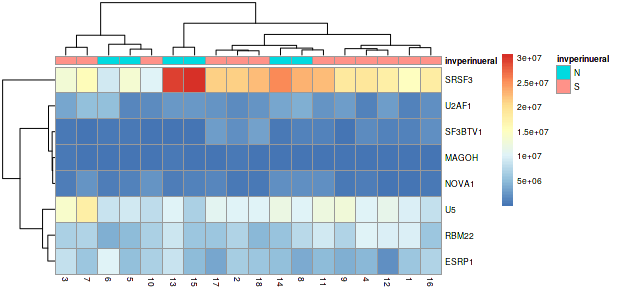 invperinueral
SRSF3
U2AF1
SF3BTV1
MAGOH
NOVA1
U5
RBM22
ESRP1
3 7 6 5 10 13 15 17 2 18 14 8 11 9 4 12 1 16
3e+07
2.5e+07
2e+07
1.5e+07
1e+07
5e+06
invperinueral
N
S